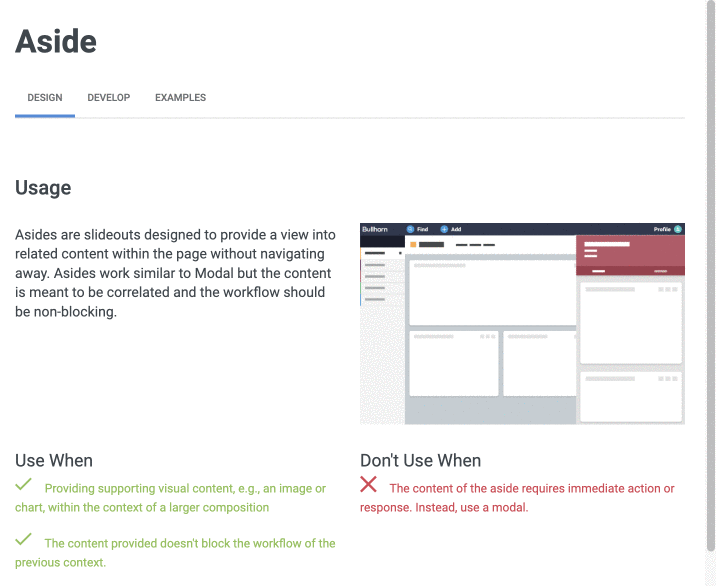 Aside
DESIGN DEVELOP EXAMPLES
Usage
Asides are slideouts designed to provide a view into
related content within the page without navigating
away. Asides work similar to Modal but the content
is meant to be correlated and the workflow should
be non-blocking.
Bullhorn Find Add Profile
Use When
Providing supporting visual content, e.g., an image or
chart, within the context of a larger composition
The content provided doesn't block the workflow of the
previous context.
Don't Use When
The content of the aside requires immediate action or
response. Instead, use a modal.